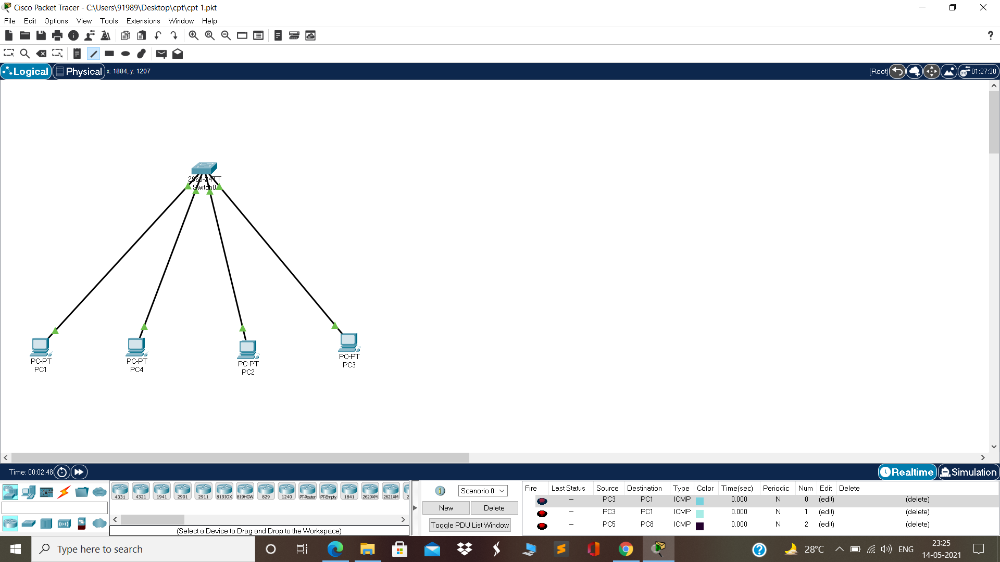 Cisco Packet Tracer - C:\Users\91989\Desktop\cpt\cpt 1.pkt
File Edit Options View Tools Extensions Window Help
?
Logical Physical x: 1884, y: 1207 [Root] 01:27:30
2960-24TT
Switch0
PC-PT
PC1
PC-PT
PC4
PC-PT
PC2
PC-PT
PC3
Time: 00:02:48 Realtime Simulation
4331 4321 1941 2901 2911 819IOX 819HGW 829 1240 PT-Router PT-Empty 1841 2620XM 2621XM
(Select a Device to Drag and Drop to the Workspace)
1 Scenario 0
New Delete
Toggle PDU List Window
Fire Last Status Source Destination Type Color Time(sec) Periodic Num Edit Delete
-- PC3 PC1 ICMP 0.000 N 0 (edit) (delete)
-- PC3 PC1 ICMP 0.000 N 1 (edit) (delete)
-- PC5 PC8 ICMP 0.000 N 2 (edit) (delete)
Type here to search
28°C ENG 23:25
14-05-2021